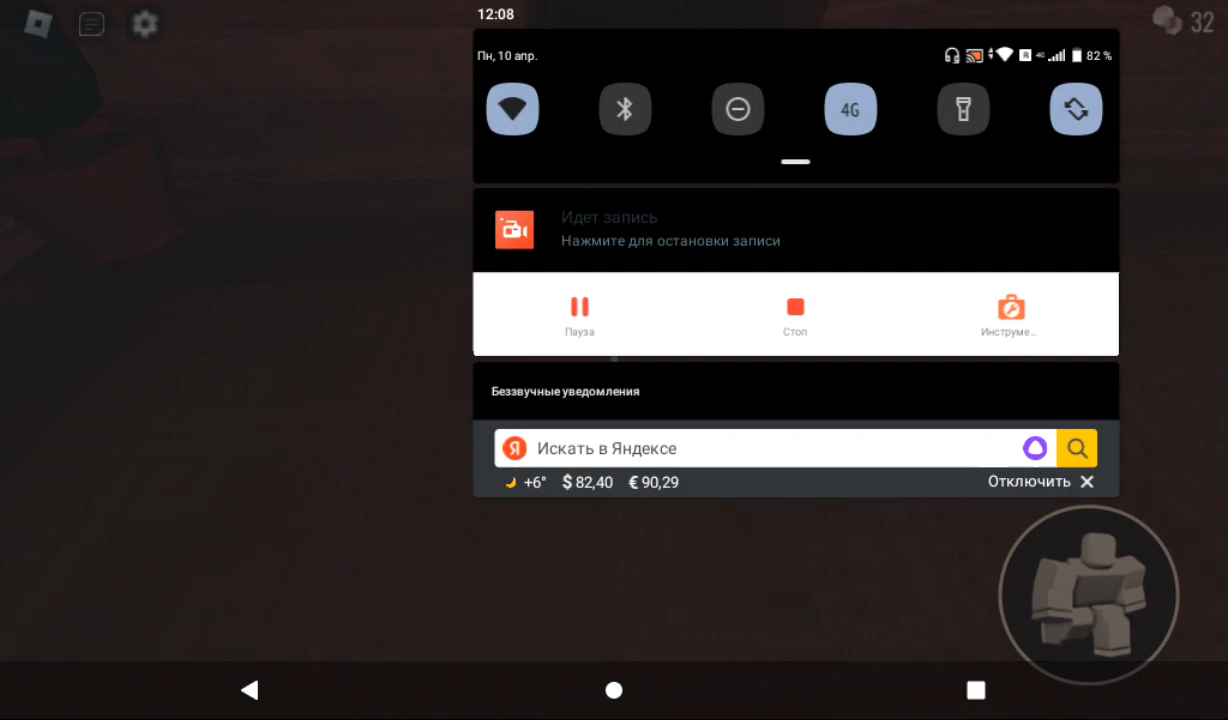 12:08
32
Пн, 10 апр.
R
4G
82 %
4G
Идет запись
Нажмите для остановки записи
Пауза
Стоп
Инструме…
Беззвучные уведомления
Я
Искать в Яндексе
+6° $ 82,40 € 90,29
Отключить